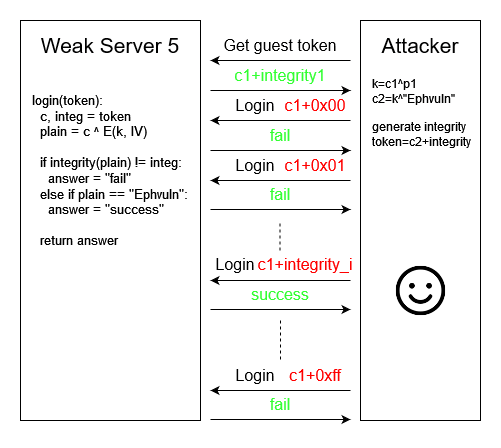 Weak Server 5
login(token):
c, integ = token
plain = c ^ E(k, IV)
if integrity(plain) != integ:
answer = "fail"
else if plain == "Ephvuln":
answer = "success"
return answer
Get guest token
c1+integrity1
Login c1+0x00
fail
Login c1+0x01
fail
Login c1+integrity_i
success
Login c1+0xff
fail
Attacker
k=c1^p1
c2=k^"Ephvuln"
generate integrity
token=c2+integrity